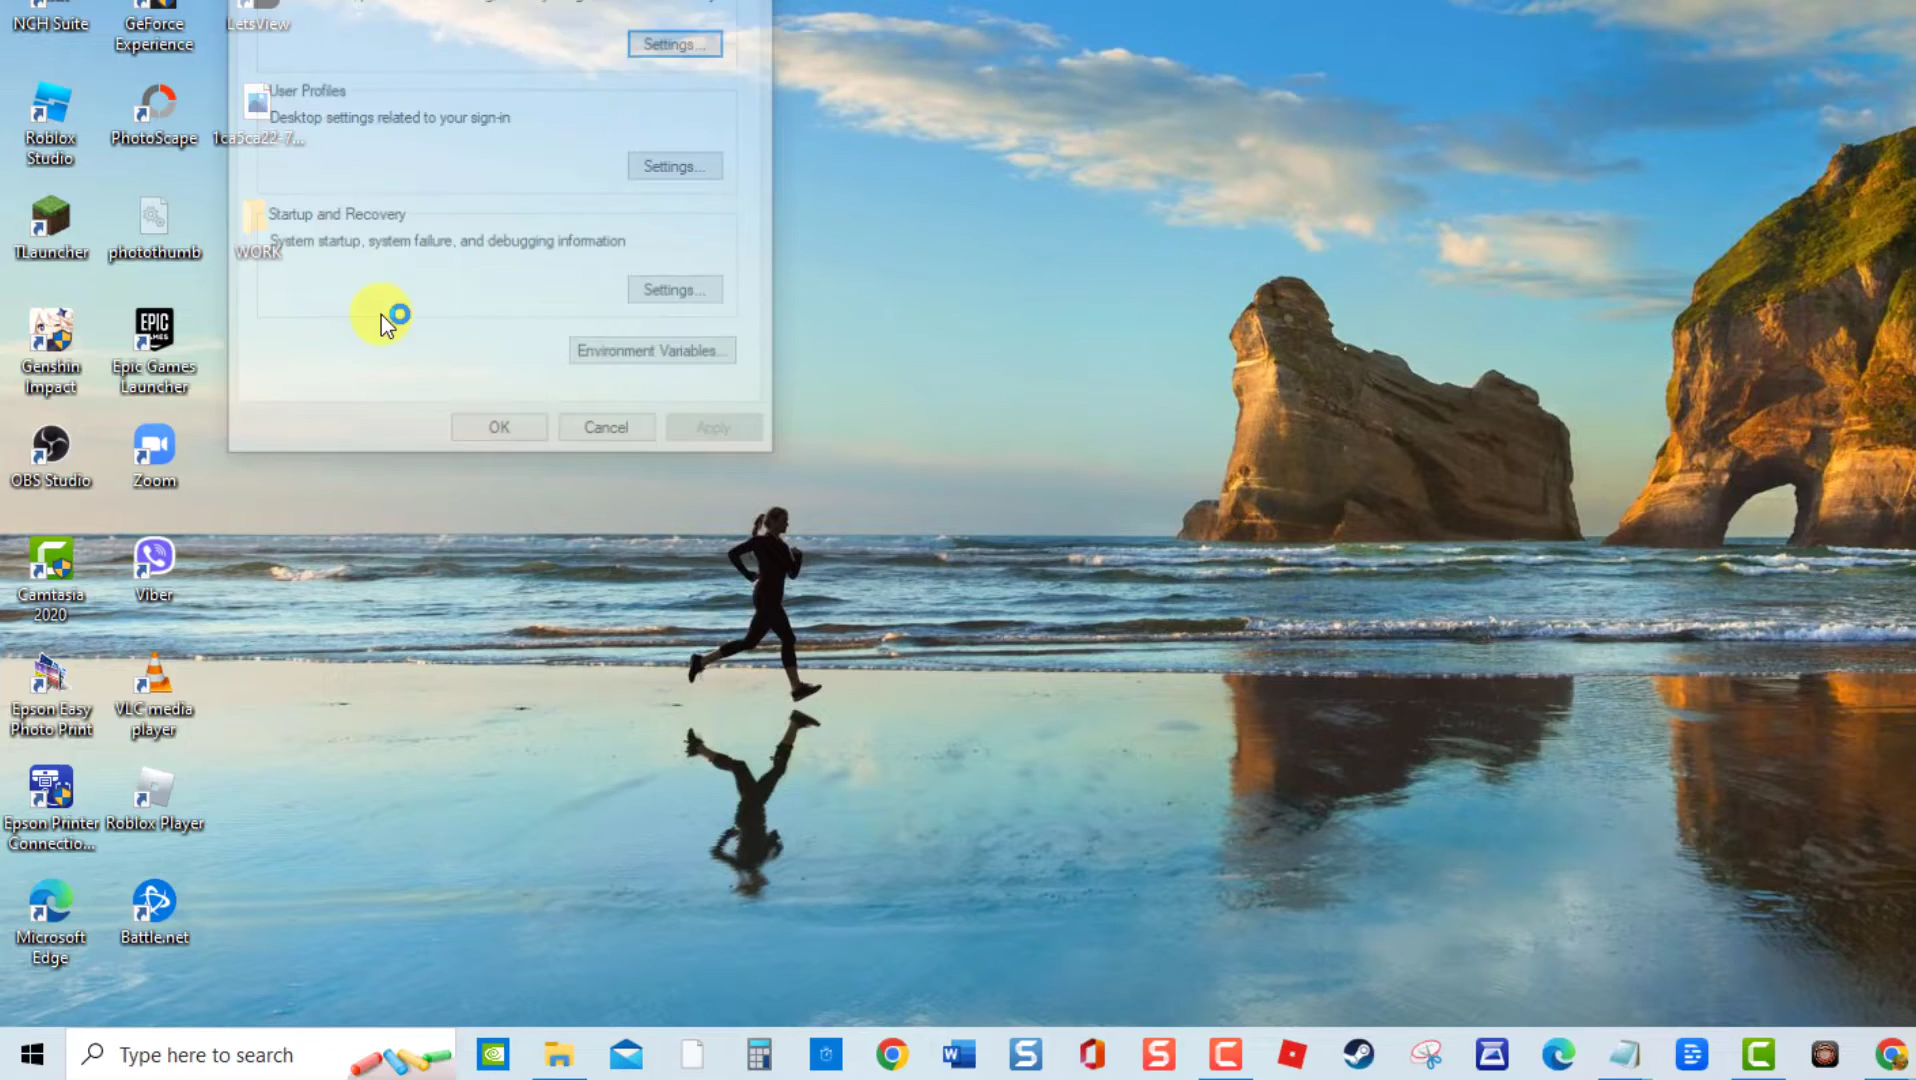 NCH Suite
GeForce
Experience
LetsView
Settings...
User Profiles
Desktop settings related to your sign-in
Settings...
Startup and Recovery
System startup, system failure, and debugging information
Settings...
Environment Variables...
OK
Cancel
Apply
Roblox
Studio
PhotoScape
1ca5ca22-7...
TLauncher
photothumb
WORK
Genshin
Impact
EPIC
GAMES
Epic Games
Launcher
OBS Studio
Zoom
Camtasia
2020
Viber
Epson Easy
Photo Print
VLC media
player
Epson Printer
Connectio...
Roblox Player
Microsoft
Edge
Battle.net
Type here to search